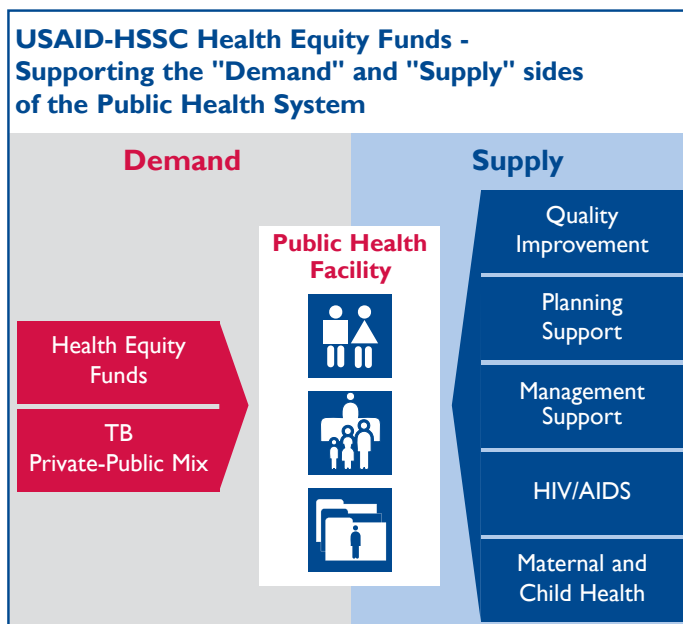 USAID-HSSC Health Equity Funds -
Supporting the "Demand" and "Supply" sides
of the Public Health System
Demand
Supply
Public Health
Facility
Health Equity
Funds
TB
Private-Public Mix
Quality
Improvement
Planning
Support
Management
Support
HIV/AIDS
Maternal and
Child Health